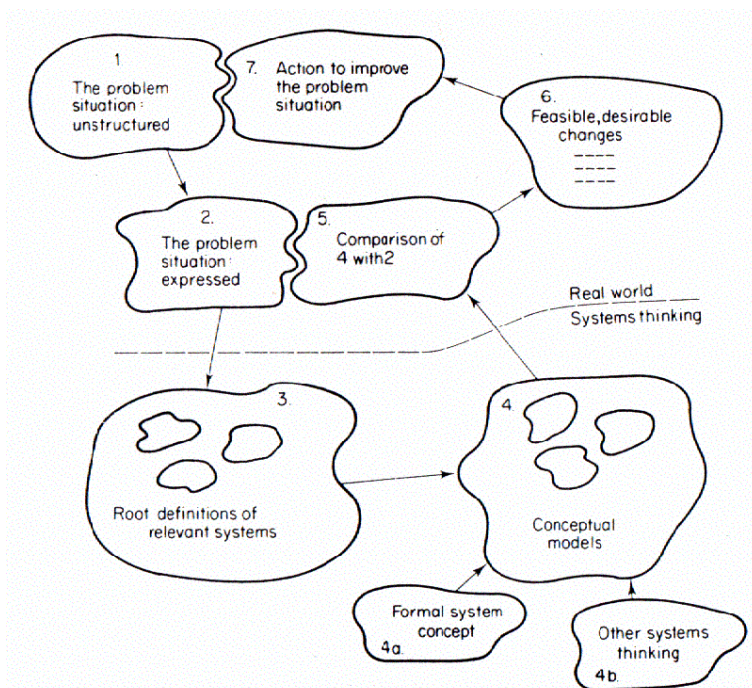 1
The problem
situation:
unstructured
7. Action to improve
the problem
situation
6.
Feasible, desirable
changes
2.
The problem
situation:
expressed
5.
Comparison of
4 with 2
Real world
Systems thinking
3.
Root definitions of
relevant systems
4.
Conceptual
models
Formal system
concept
4a.
Other systems
thinking
4b.